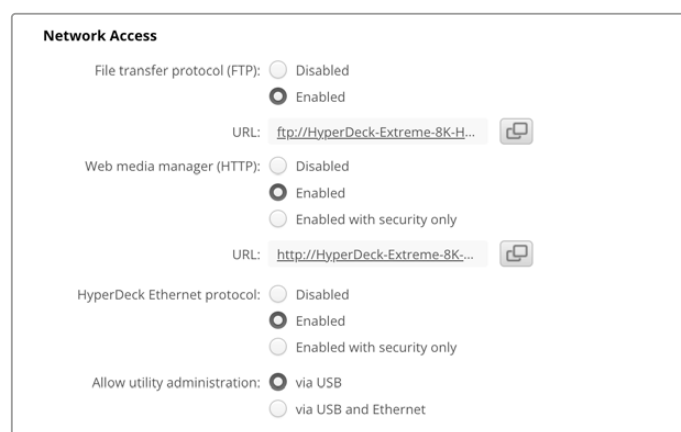 Network Access
File transfer protocol (FTP): Disabled
Enabled
URL: ftp://HyperDeck-Extreme-8K-H...
Web media manager (HTTP): Disabled
Enabled
Enabled with security only
URL: http://HyperDeck-Extreme-8K-...
HyperDeck Ethernet protocol: Disabled
Enabled
Enabled with security only
Allow utility administration: via USB
via USB and Ethernet